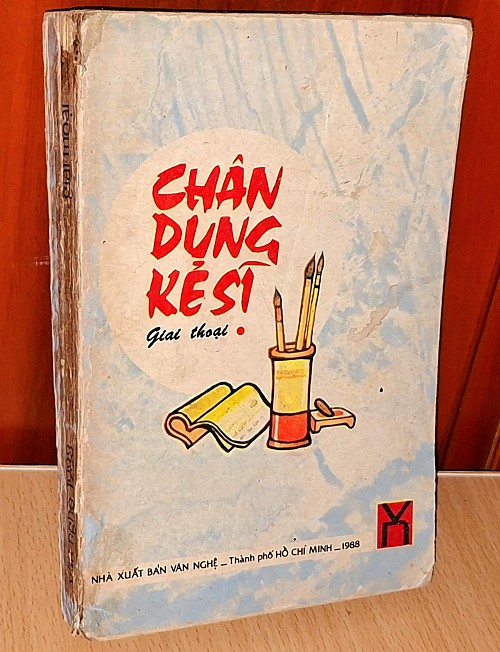 CHÂN
DUNG
KẺ SĨ
Giai thoại
NHÀ XUẤT BẢN VĂN NGHỆ _ Thành phố HỒ CHÍ MINH _ 1988